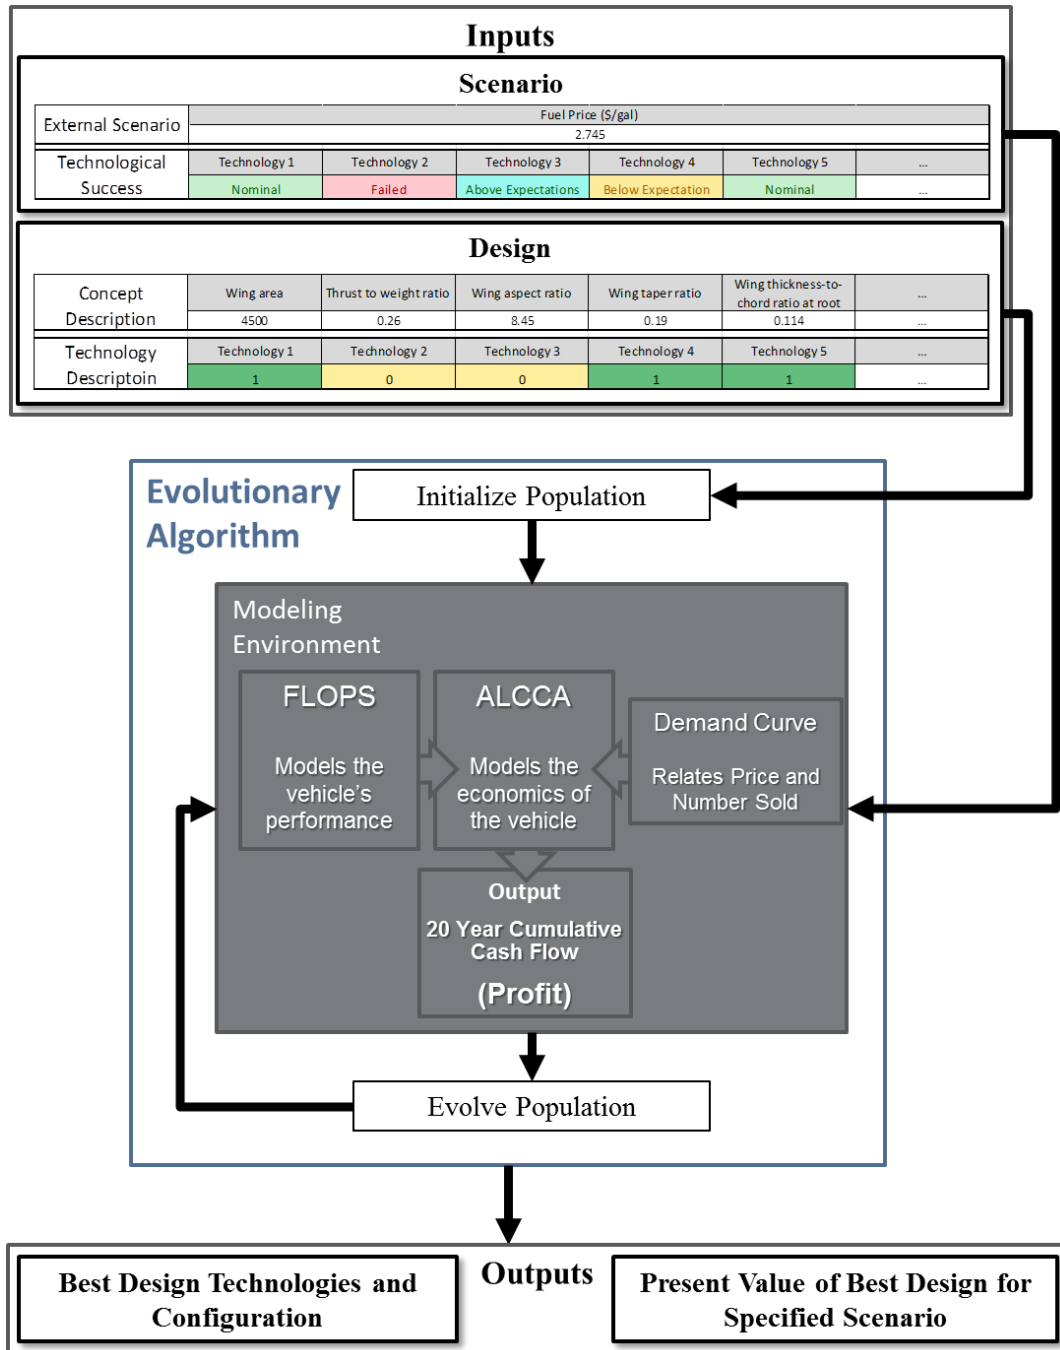 Inputs
Scenario
External Scenario
Fuel Price ($/gal)
2.745
Technological
Success
Technology 1 Technology 2 Technology 3 Technology 4 Technology 5 ...
Nominal Failed Above Expectations Below Expectation Nominal ...
Design
Concept
Description
Wing area Thrust to weight ratio Wing aspect ratio Wing taper ratio Wing thickness-to-
chord ratio at root ...
4500 0.26 8.45 0.19 0.114 ...
Technology
Descriptoin
Technology 1 Technology 2 Technology 3 Technology 4 Technology 5 ...
1 0 0 1 1 ...
Evolutionary
Algorithm
Initialize Population
Modeling
Environment
FLOPS
Models the
vehicle's
performance
ALCCA
Models the
economics of
the vehicle
Demand Curve
Relates Price and
Number Sold
Output
20 Year Cumulative
Cash Flow
(Profit)
Evolve Population
Outputs
Best Design Technologies and
Configuration
Present Value of Best Design for
Specified Scenario